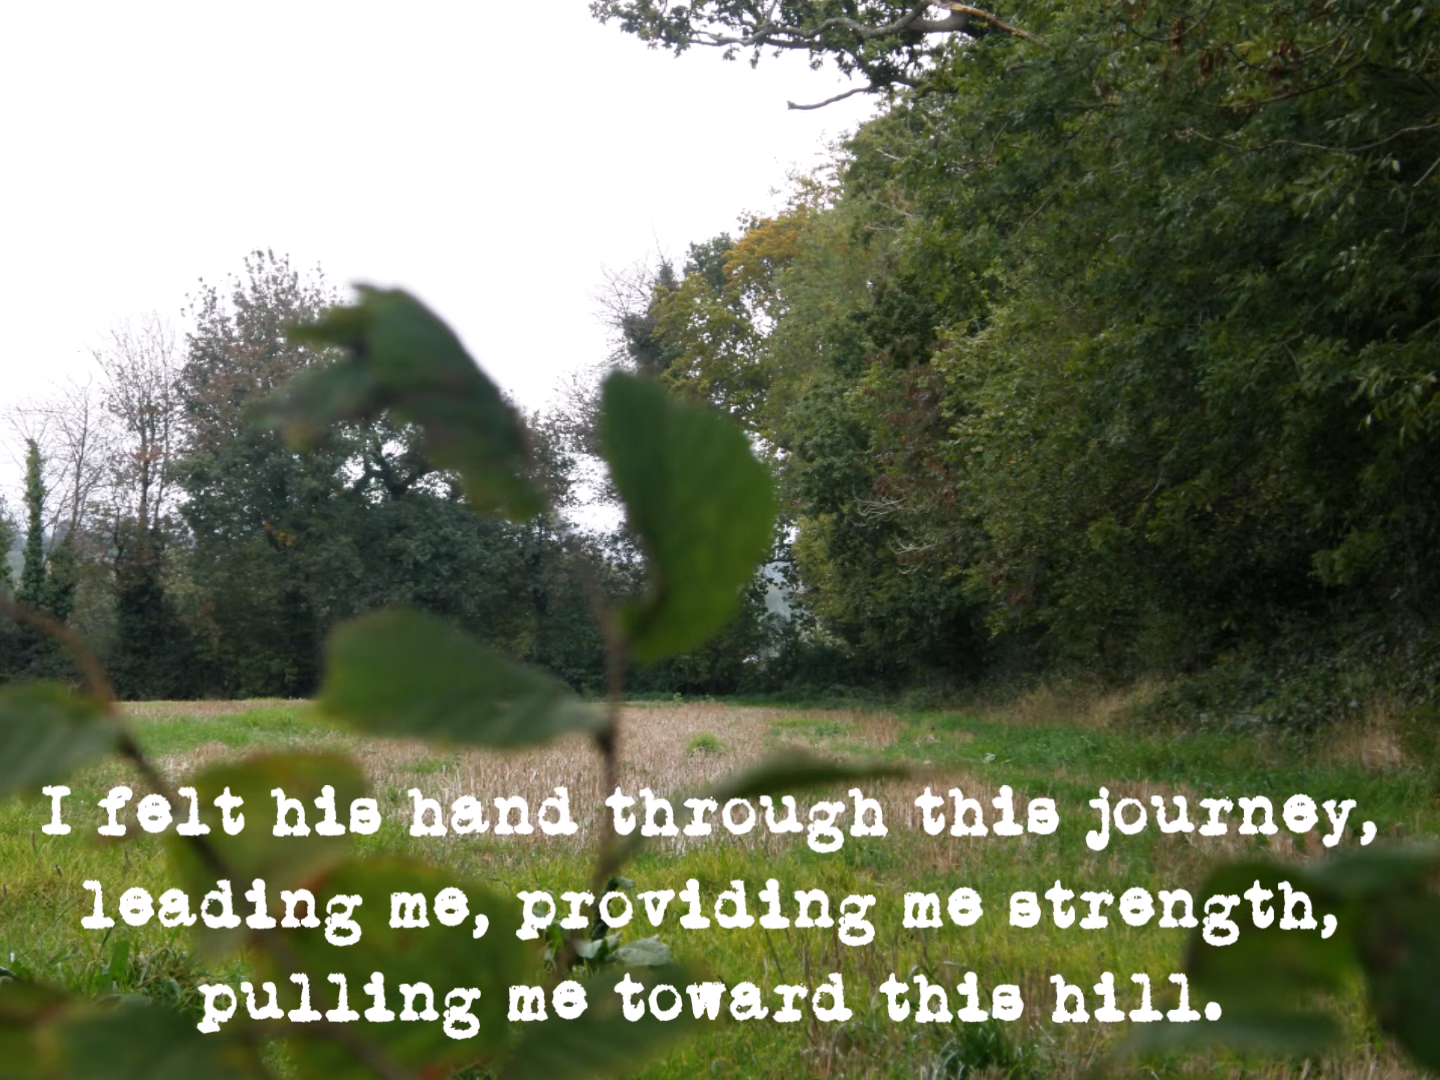 I felt his hand through this journey,
leading me, providing me strength,
pulling me toward this hill.